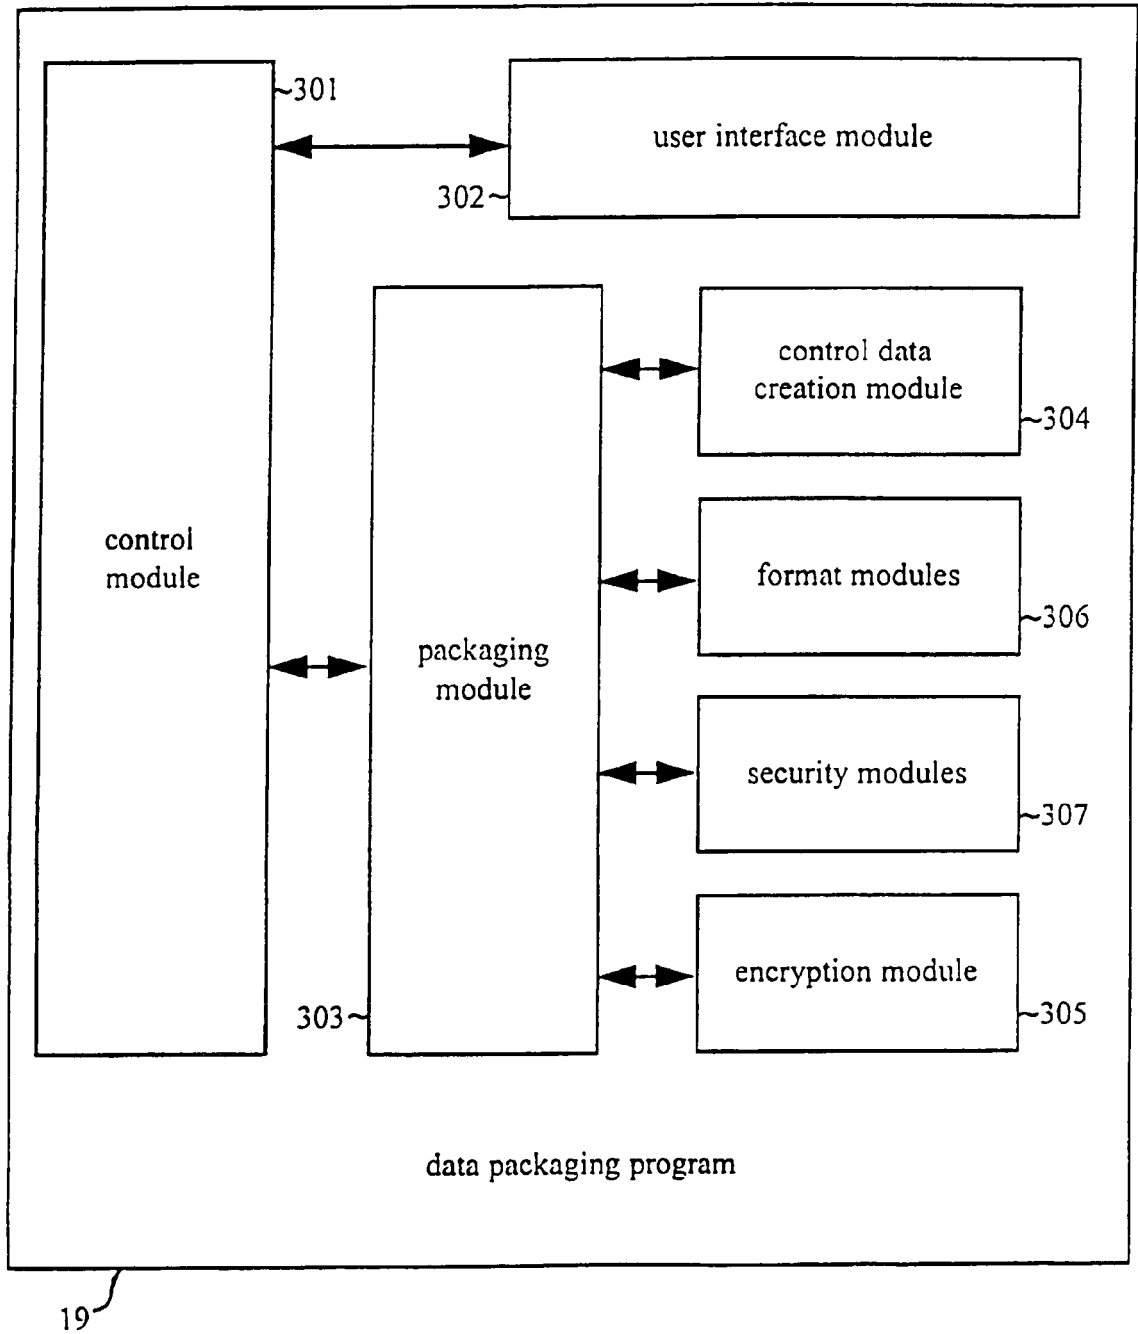 301
user interface module
302
control data
creation module
304
control
module
format modules
306
packaging
module
security modules
307
encryption module
303
305
data packaging program
19